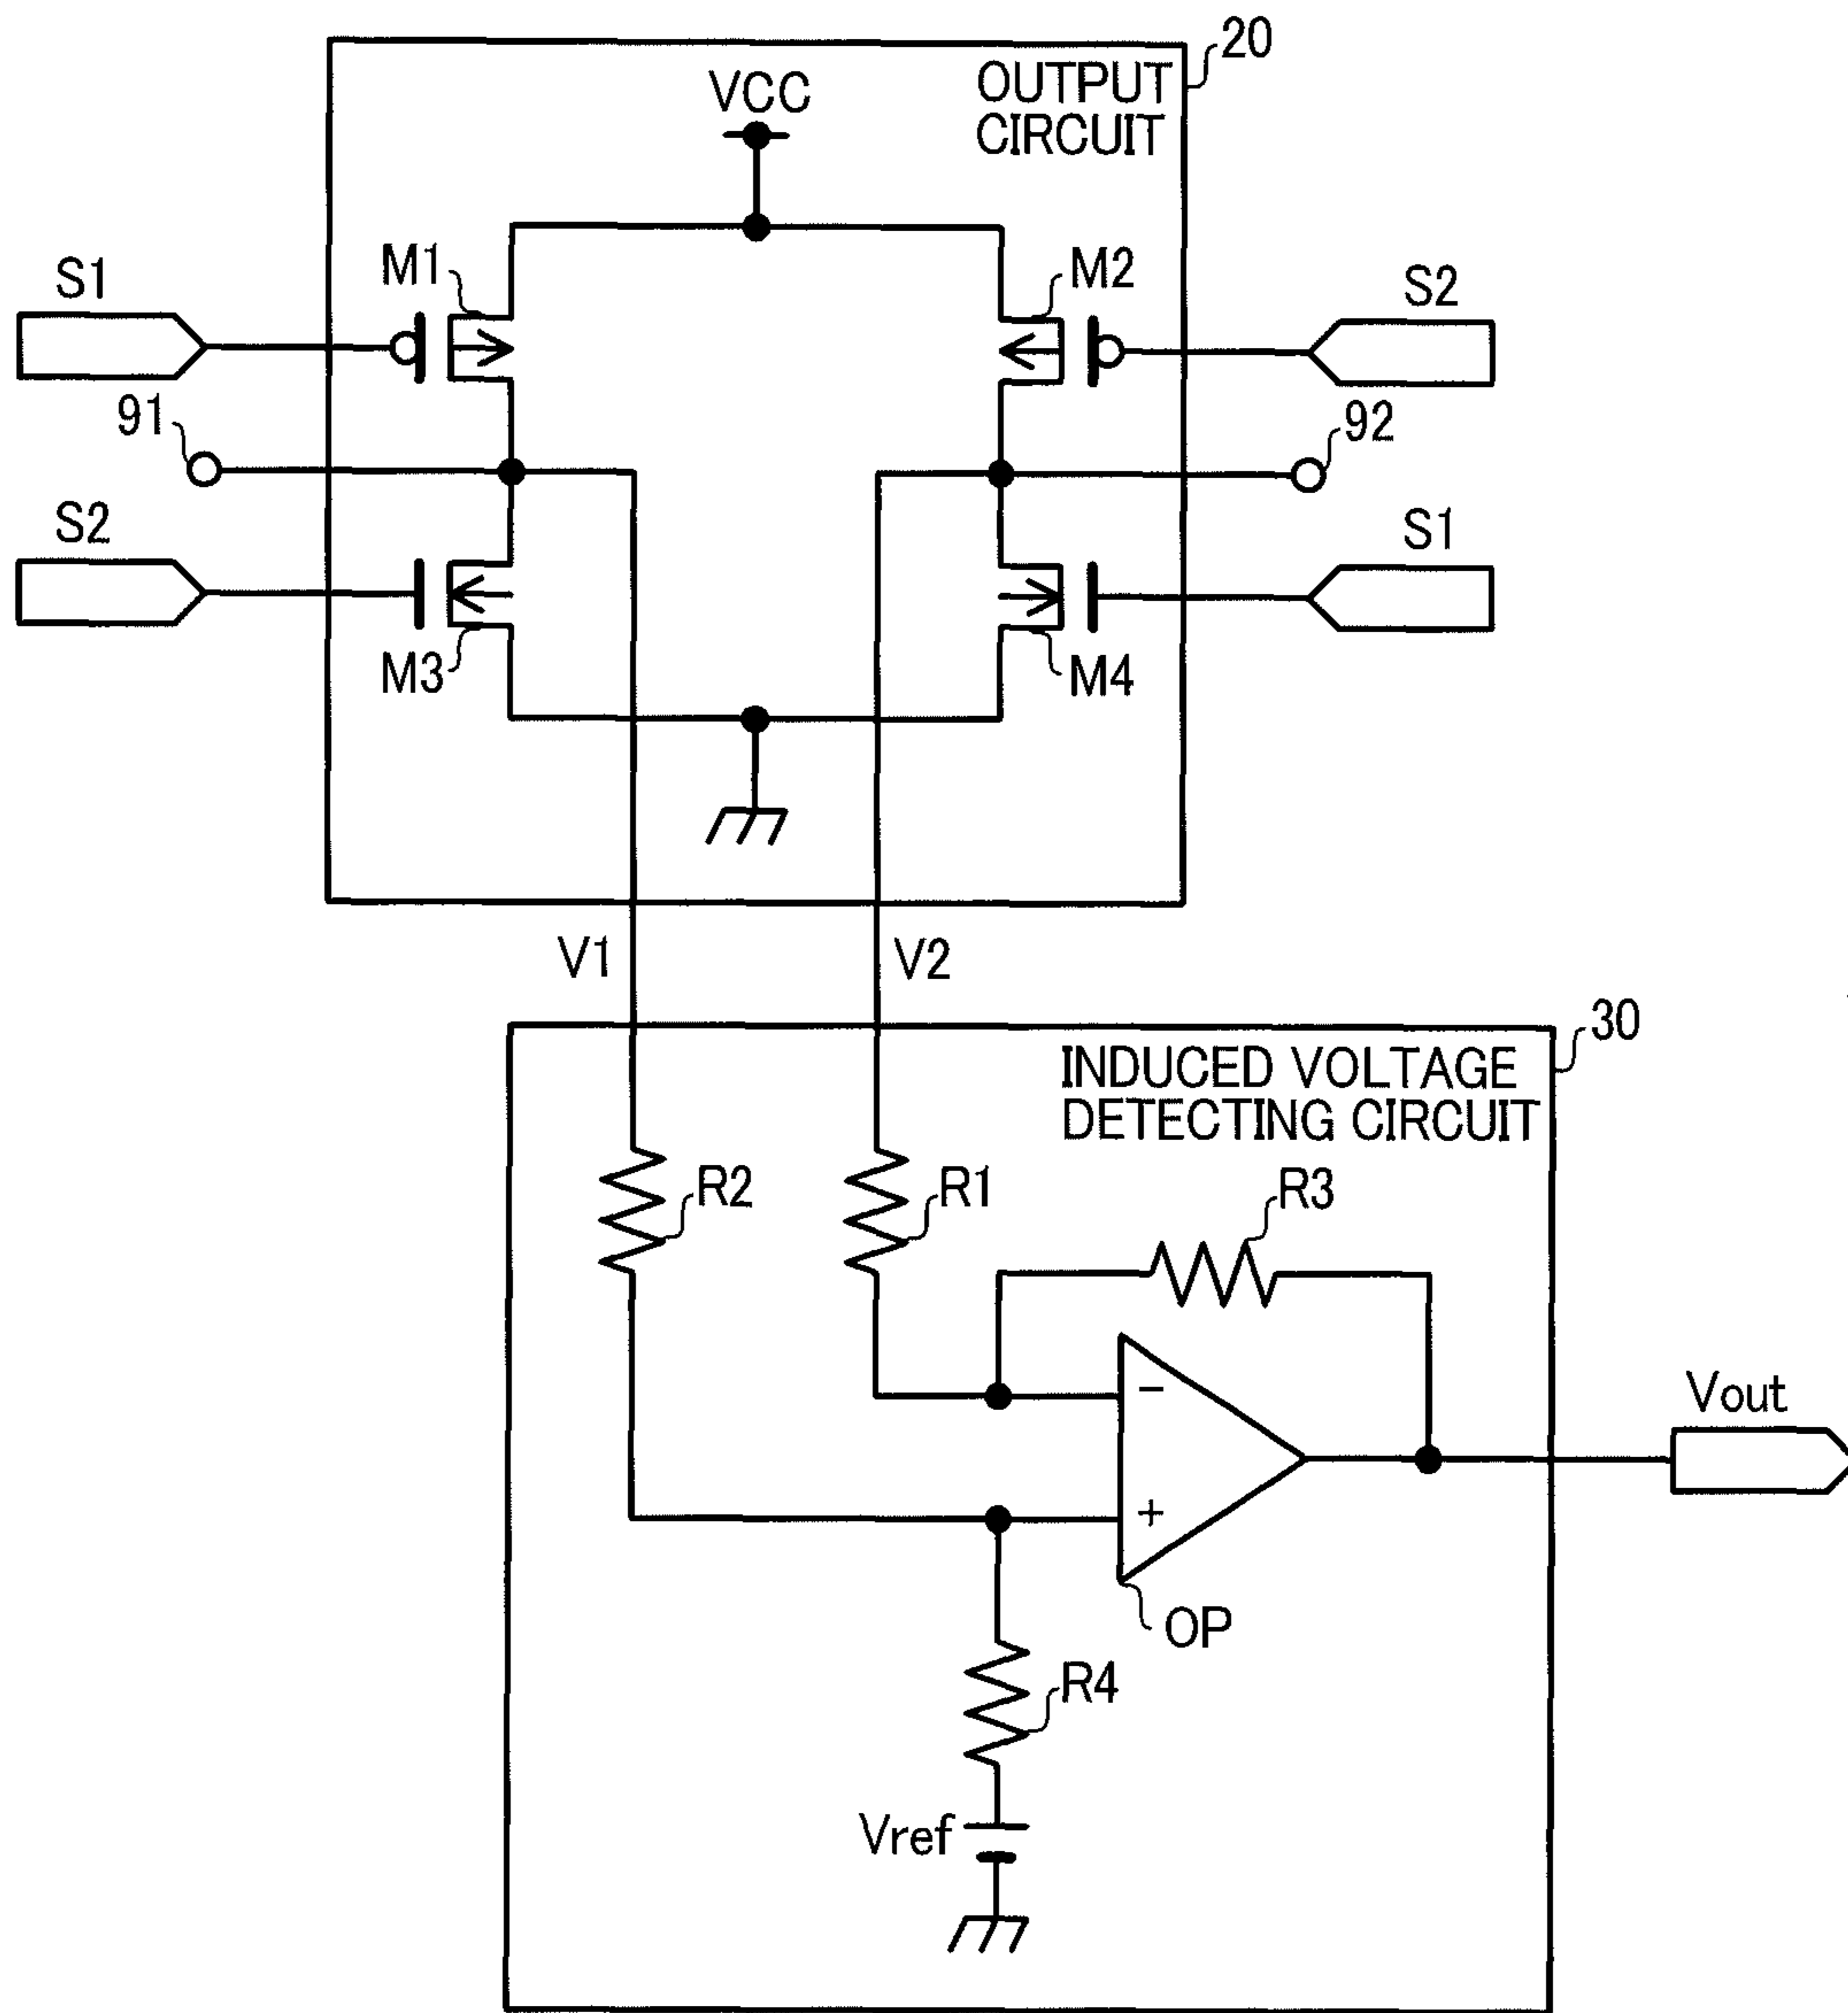 20
OUTPUT
CIRCUIT
VCC
M1
M2
S1
S2
91
92
S2
S1
M3
M4
V1
V2
30
INDUCED VOLTAGE
DETECTING CIRCUIT
R2
R1
R3
−
Vout
+
OP
R4
Vref